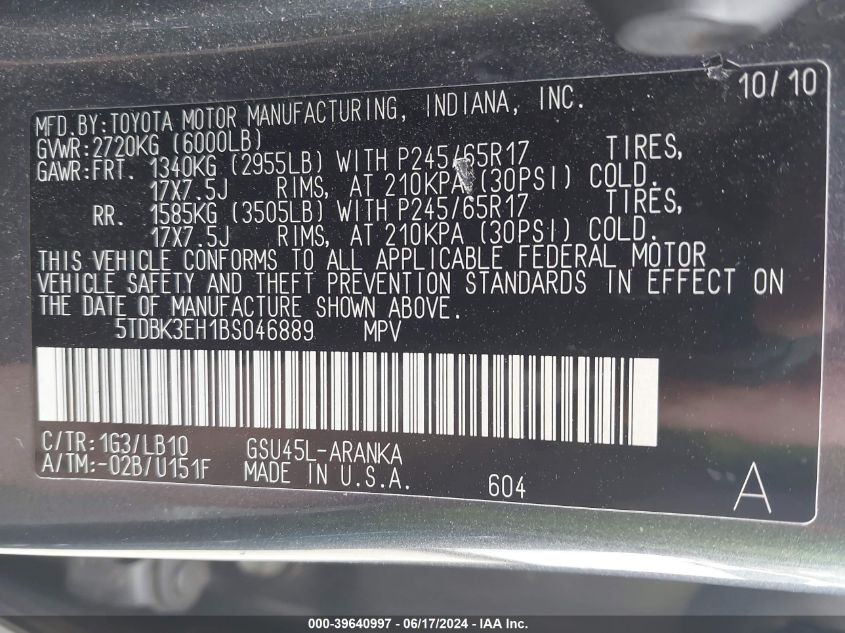 10/10
MFD.BY:TOYOTA MOTOR MANUFACTURING, INDIANA, INC.
GVWR:2720KG (6000LB)
GAWR:FRT. 1340KG (2955LB) WITH P245/65R17 TIRES,
17X7.5J RIMS, AT 210KPA (30PSI) COLD.
RR. 1585KG (3505LB) WITH P245/65R17 TIRES,
17X7.5J RIMS, AT 210KPA (30PSI) COLD.
THIS VEHICLE CONFORMS TO ALL APPLICABLE FEDERAL MOTOR
VEHICLE SAFETY AND THEFT PREVENTION STANDARDS IN EFFECT ON
THE DATE OF MANUFACTURE SHOWN ABOVE.
5TDBK3EH1BS046889 MPV
C/TR:1G3/LB10 GSU45L-ARANKA
A/TM:-02B/U151F MADE IN U.S.A. 604 A
000-39640997 - 06/17/2024 - IAA Inc.